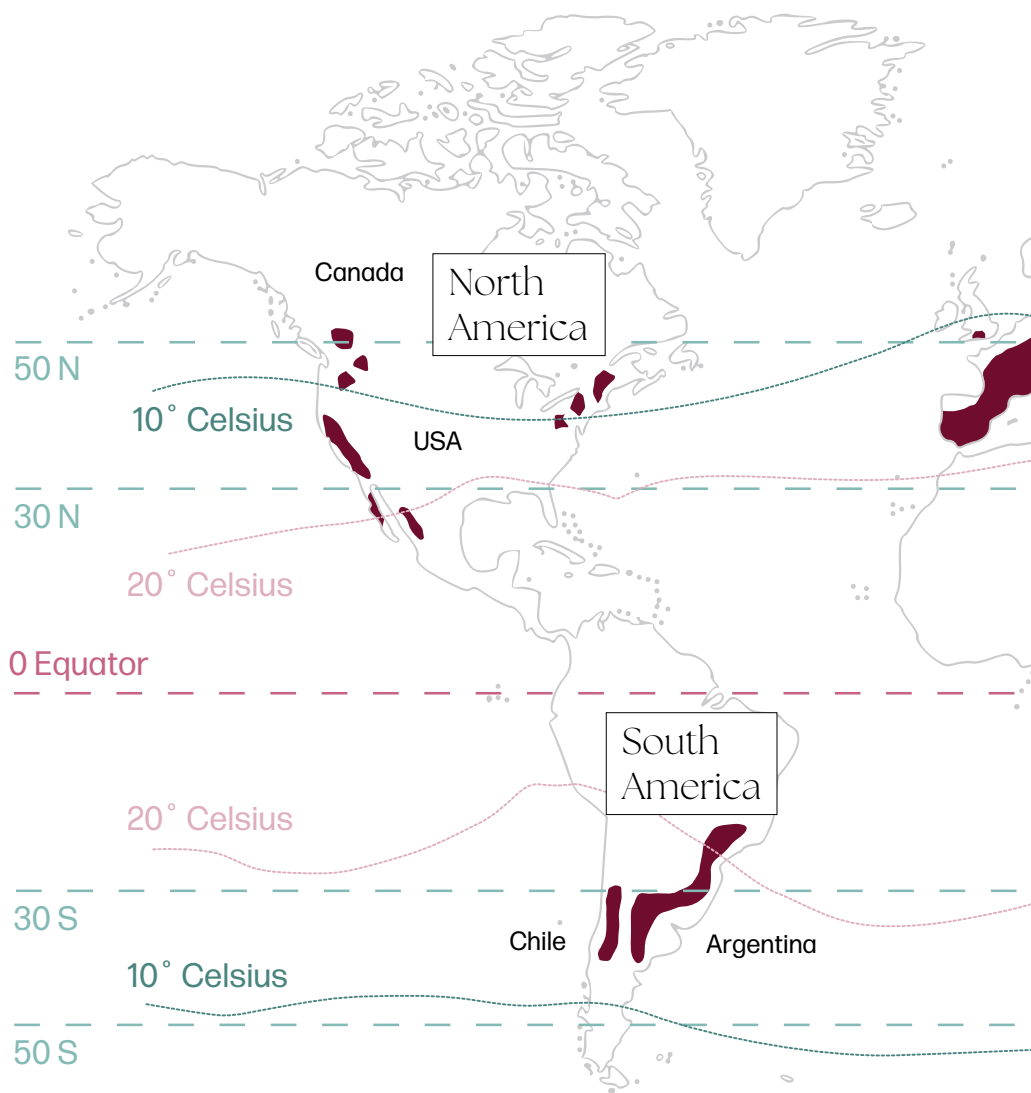 Canada
North
America
50 N
10° Celsius
USA
30 N
20° Celsius
0 Equator
South
America
20° Celsius
30 S
Chile
Argentina
10° Celsius
50 S